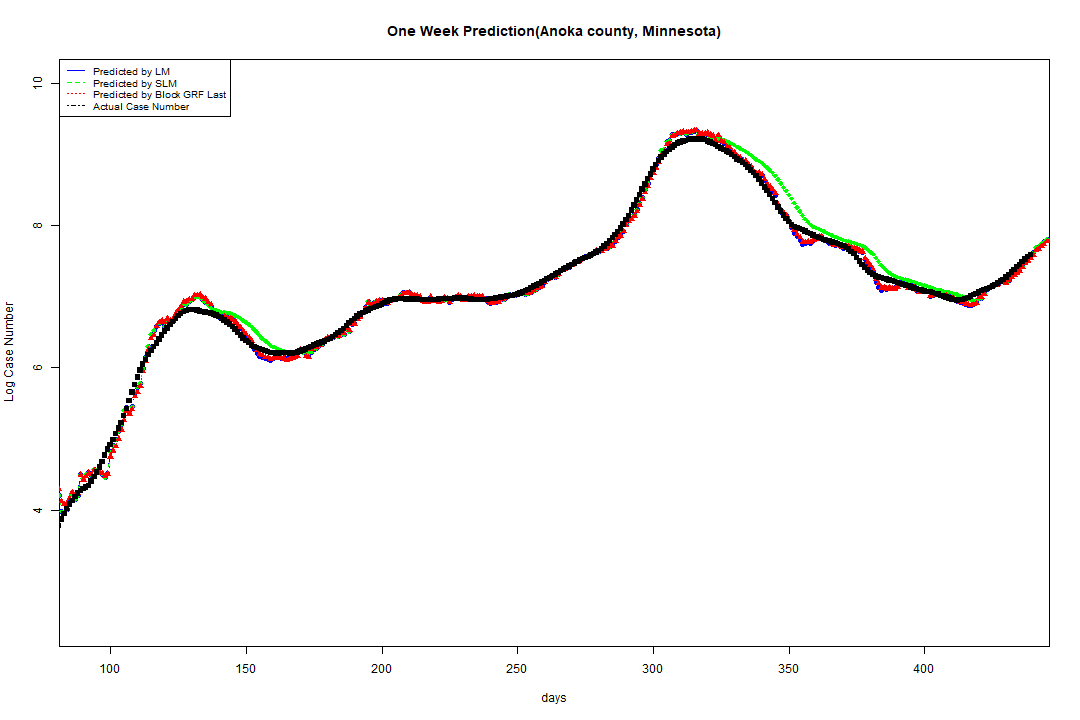 One Week Prediction(Anoka county, Minnesota)
Predicted by LM
Predicted by SLM
Predicted by Block GRF Last
Actual Case Number
10
8
6
4
Log Case Number
100 150 200 250 300 350 400
days